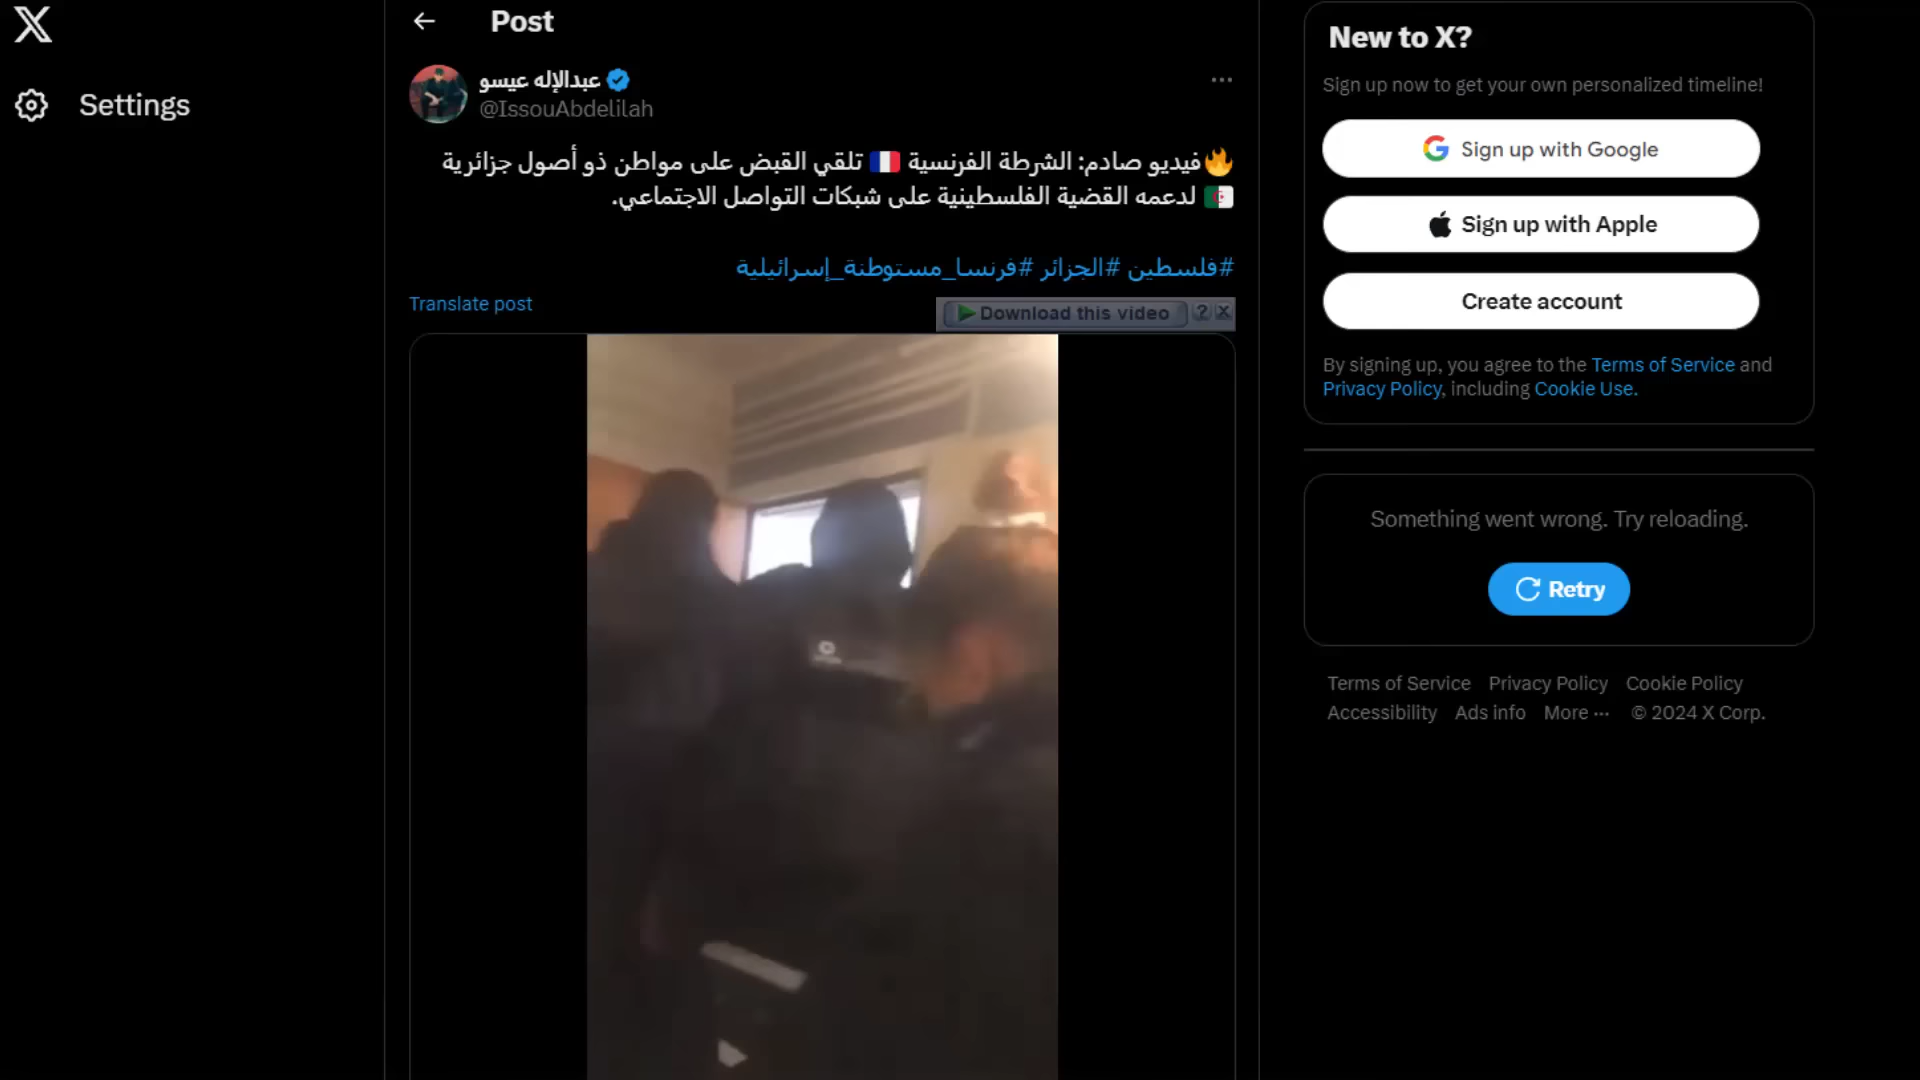 Post
Settings
عبدالإله عيسو
@IssouAbdelilah
🔥فيديو صادم: الشرطة الفرنسية 🇫🇷 تلقي القبض على مواطن ذو أصول جزائرية
🇩🇿 لدعمه القضية الفلسطينية على شبكات التواصل الاجتماعي.
#فلسطين #الجزائر #فرنسا_مستوطنة_إسرائيلية
Translate post
Download this video ? X
New to X?
Sign up now to get your own personalized timeline!
Sign up with Google
Sign up with Apple
Create account
By signing up, you agree to the Terms of Service and
Privacy Policy, including Cookie Use.
Something went wrong. Try reloading.
Retry
Terms of Service Privacy Policy Cookie Policy
Accessibility Ads info More ··· © 2024 X Corp.